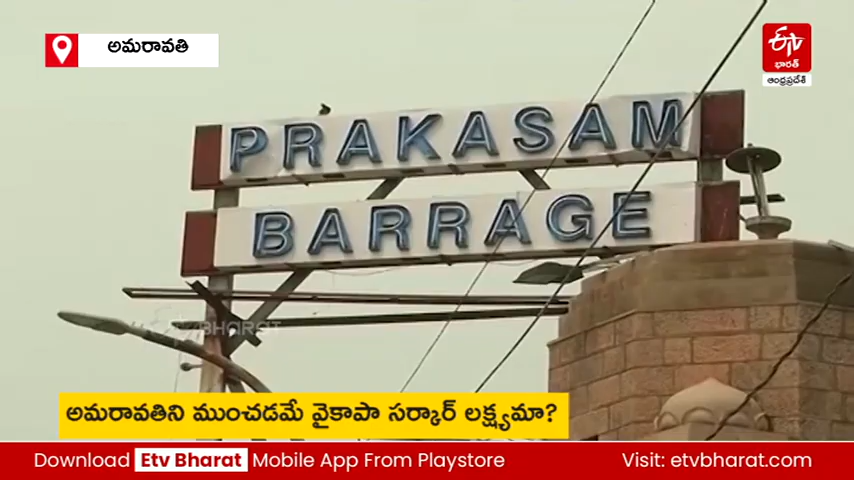 అమరావతి
etv
భారత్
ఆంధ్రప్రదేశ్
PRAKASAM
BARRAGE
BHARAT
అమరావతిని ముంచడమే వైకాపా సర్కార్ లక్ష్యమా?
Download Etv Bharat Mobile App From Playstore
Visit: etvbharat.com